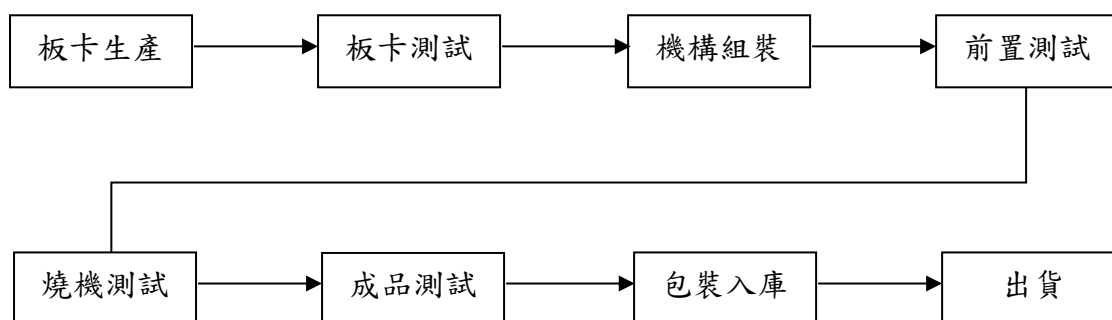 板卡生產
板卡測試
機構組裝
前置測試
燒機測試
成品測試
包裝入庫
出貨